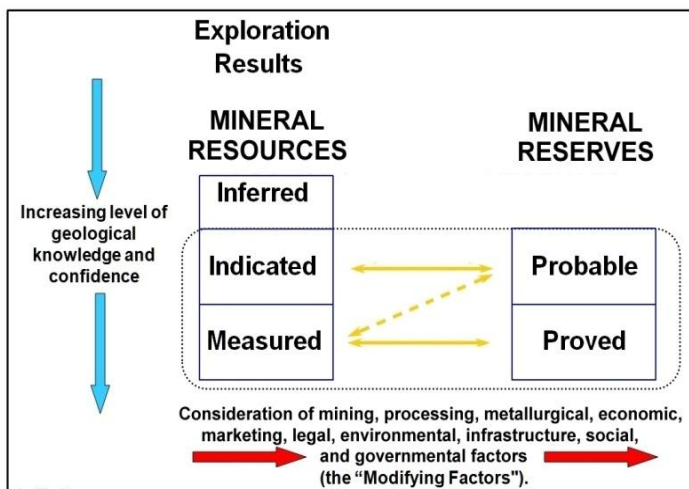 Exploration
Results
MINERAL
RESOURCES
MINERAL
RESERVES
Inferred
Increasing level of
geological
knowledge and
confidence
Indicated
Probable
Measured
Proved
Consideration of mining, processing, metallurgical, economic,
marketing, legal, environmental, infrastructure, social,
and governmental factors
(the “Modifying Factors").